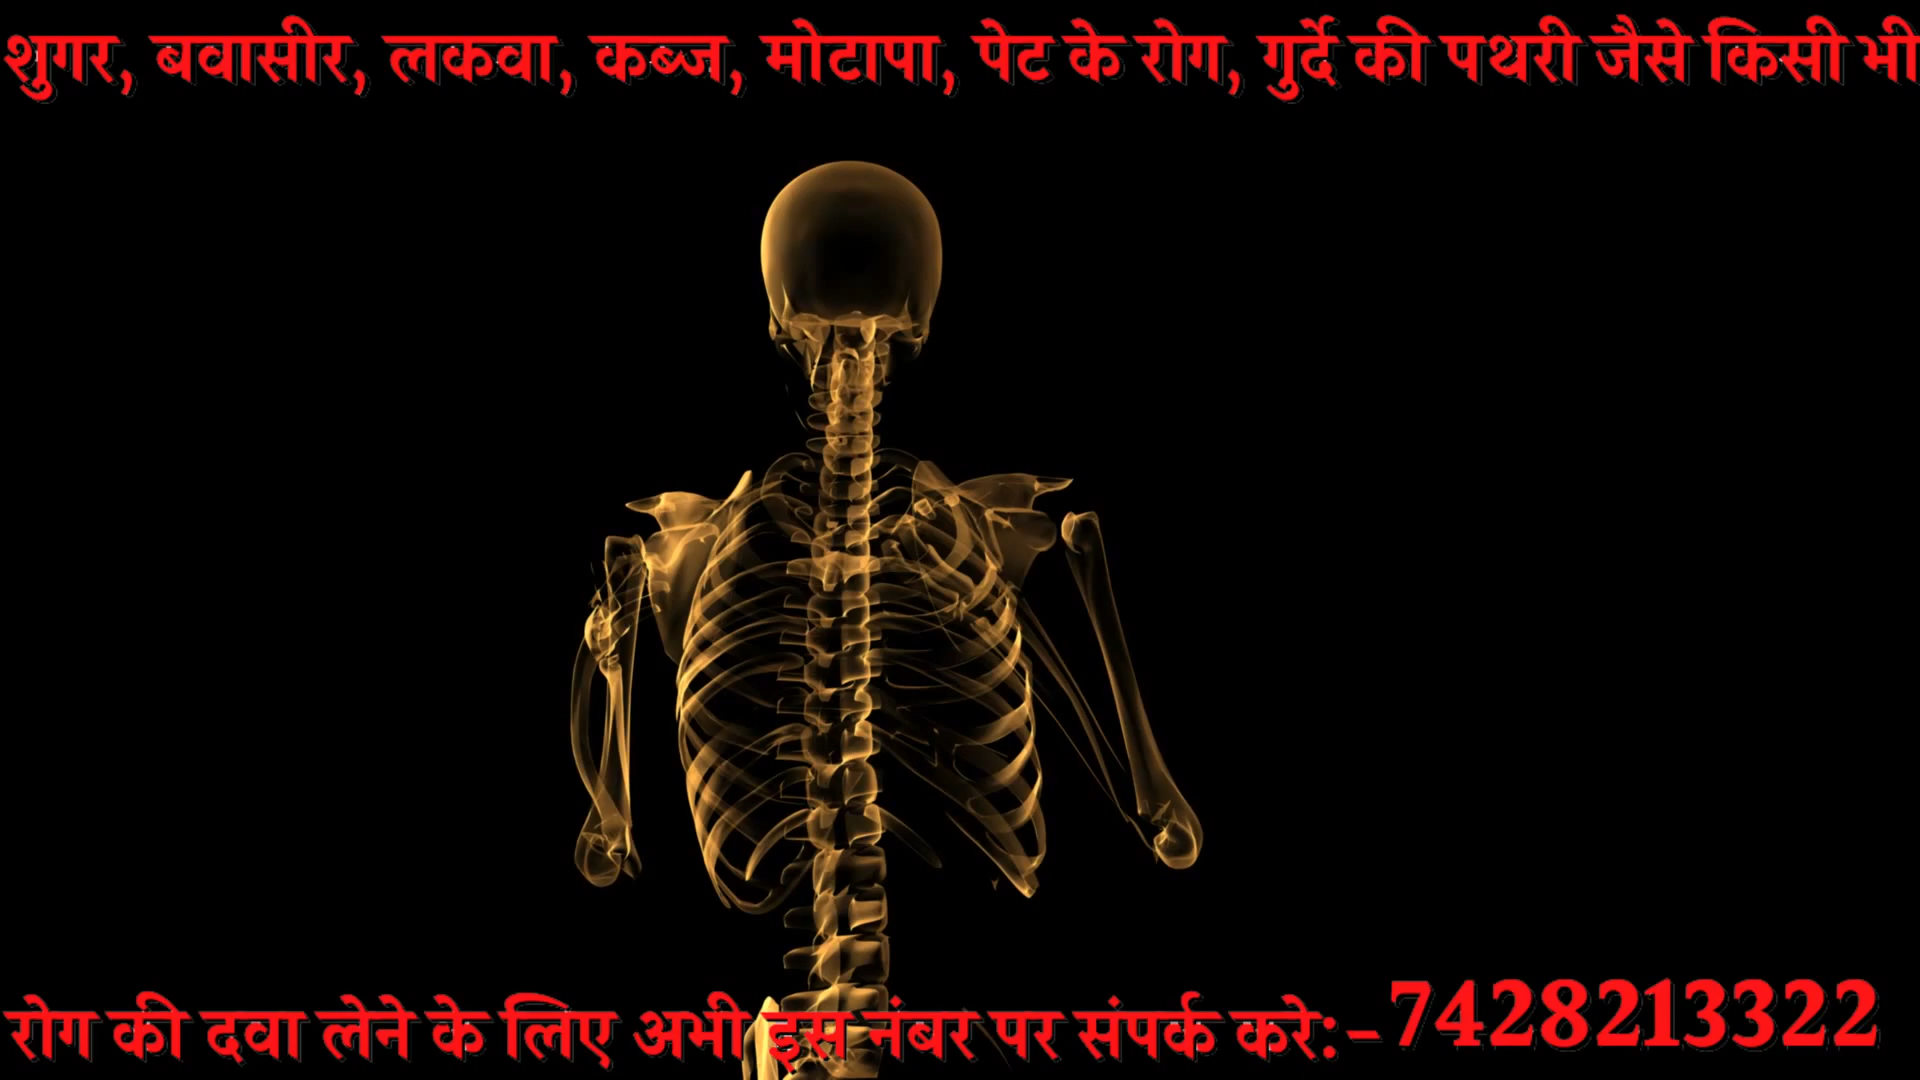 शुगर, बवासीर, लकवा, कब्ज, मोटापा, पेट के रोग, गुर्दे की पथरी जैसे किसी भी
रोग की दवा लेने के लिए अभी इस नंबर पर संपर्क करे:-7428213322